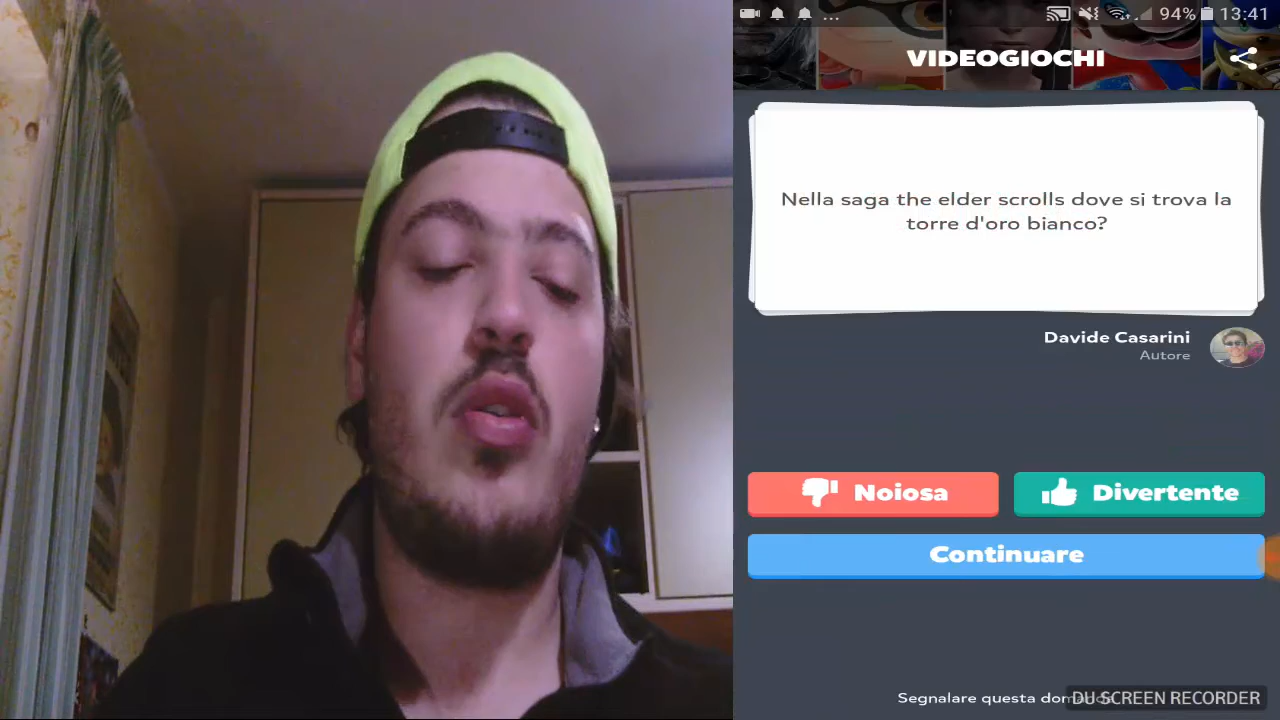 ... 94% 13:41
VIDEOGIOCHI
Nella saga the elder scrolls dove si trova la
torre d'oro bianco?
Davide Casarini
Autore
Noiosa
Divertente
Continuare
Segnalare questa
DU SCREEN RECORDER